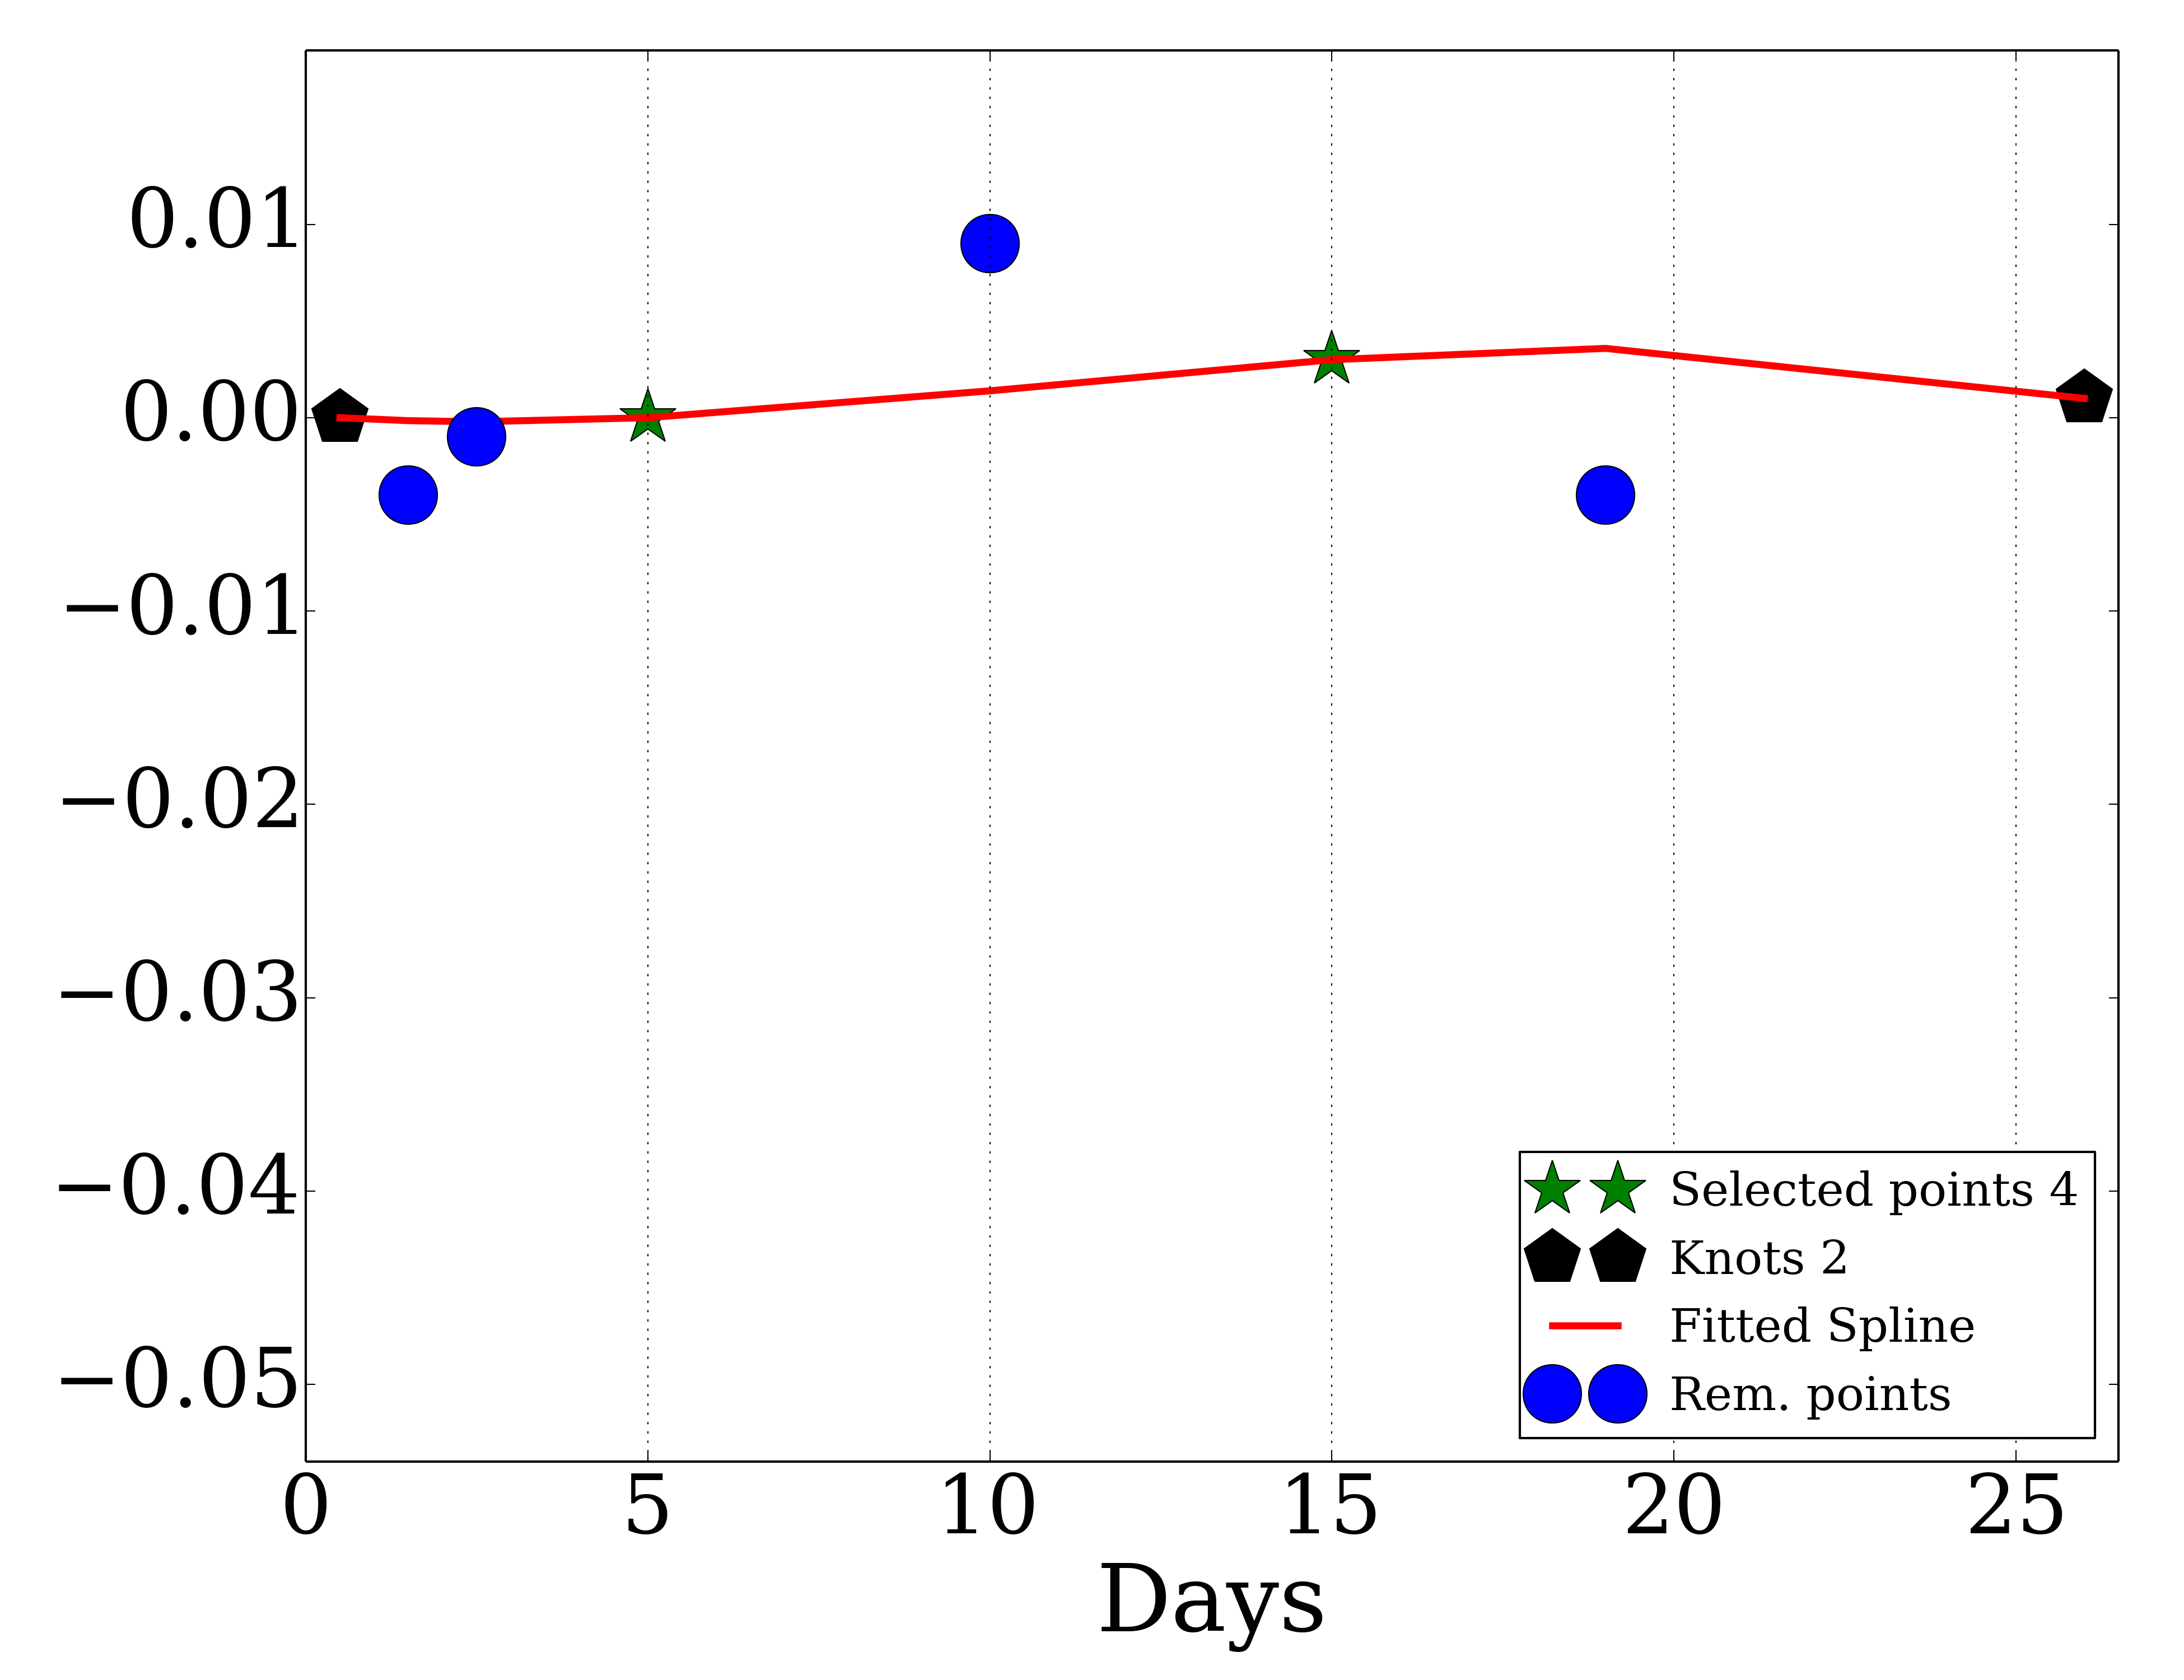 0.01
0.00
−0.01
−0.02
−0.03
−0.04
−0.05
Selected points 4
Knots 2
Fitted Spline
Rem. points
0 5 10 15 20 25
Days